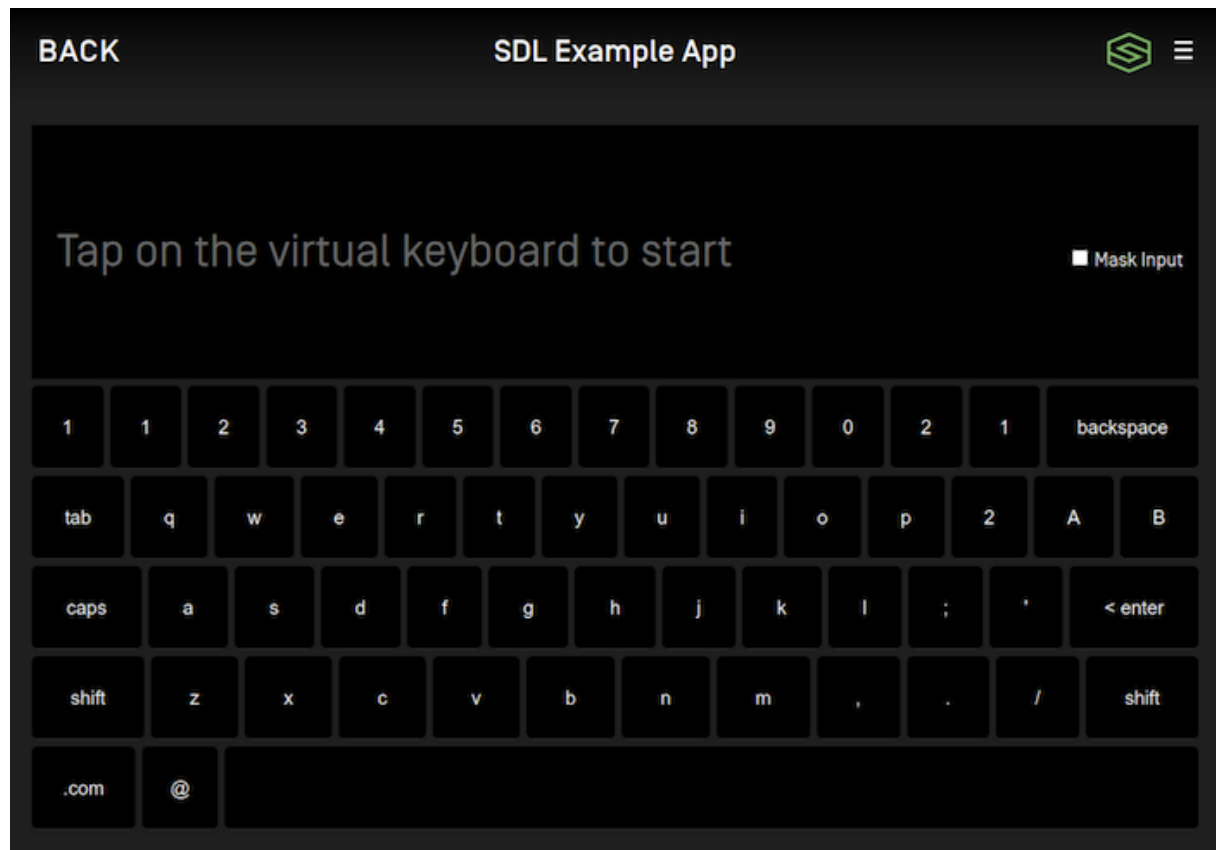 BACK SDL Example App
Tap on the virtual keyboard to start Mask Input
1 1 2 3 4 5 6 7 8 9 0 2 1 backspace
tab q w e r t y u i o p 2 A B
caps a s d f g h j k l ; ' < enter
shift z x c v b n m , . / shift
.com @